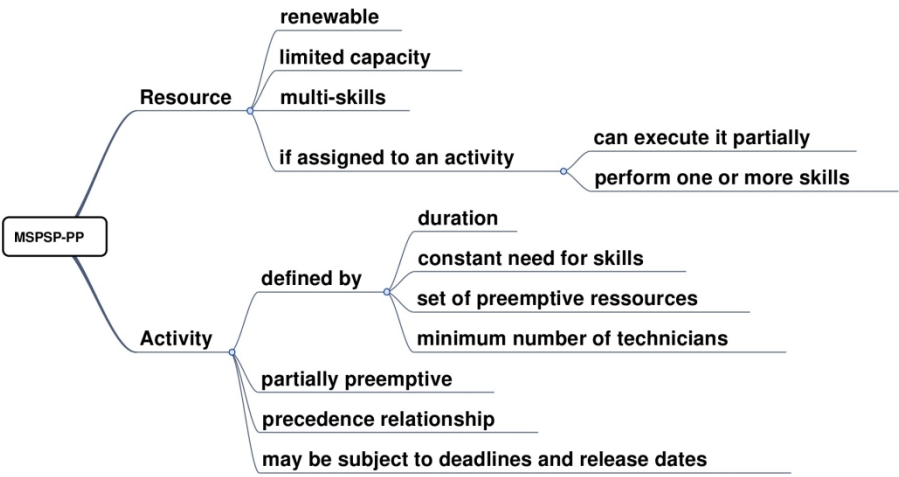 renewable
limited capacity
Resource
multi-skills
if assigned to an activity
can execute it partially
perform one or more skills
MSPSP-PP
duration
constant need for skills
defined by
set of preemptive ressources
minimum number of technicians
Activity
partially preemptive
precedence relationship
may be subject to deadlines and release dates